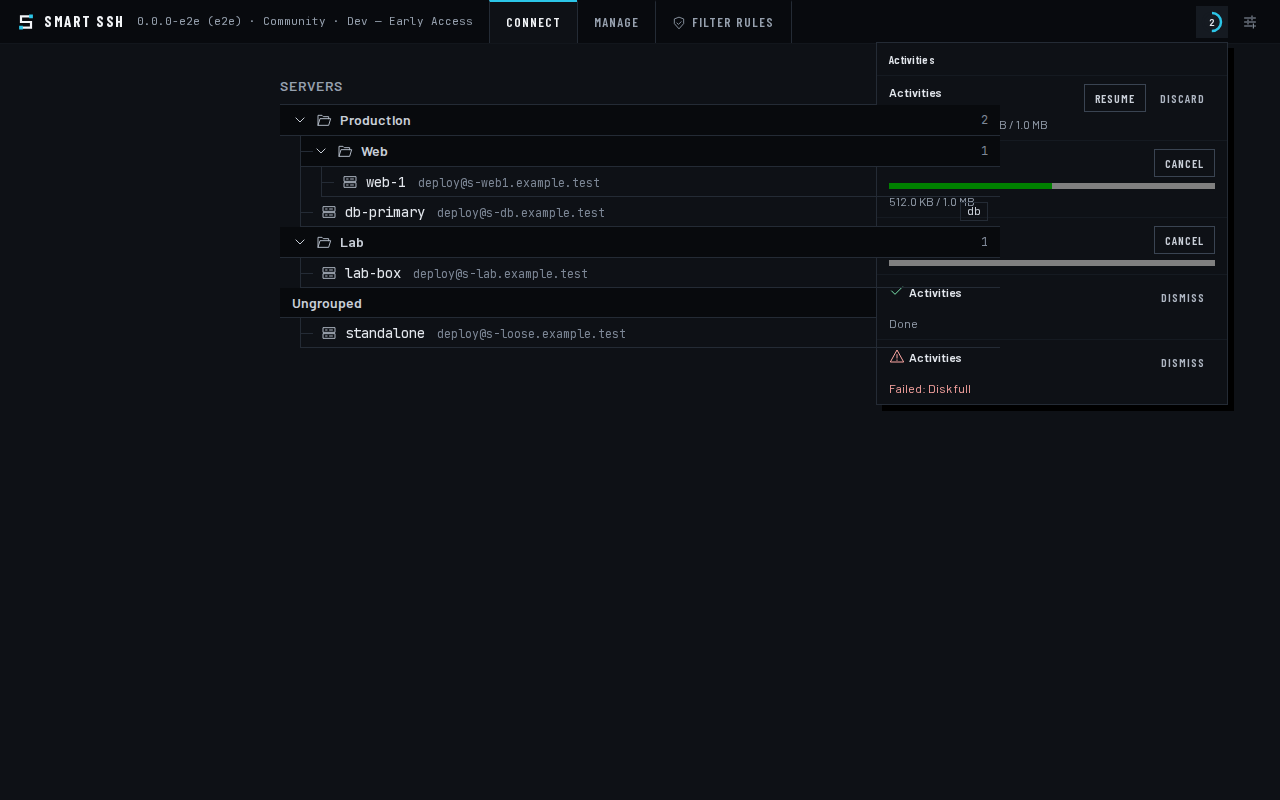 SMART SSH 0.0.0-e2e (e2e) · Community · Dev — Early Access CONNECT MANAGE FILTER RULES 2
Activities
SERVERS
Activities RESUME DISCARD
Production 2
B / 1.0 MB
Web 1
CANCEL
web-1 deploy@s-web1.example.test
512.0 KB / 1.0 MB
db-primary deploy@s-db.example.test db
Lab 1
CANCEL
lab-box deploy@s-lab.example.test
Activities DISMISS
Ungrouped
Done
standalone deploy@s-loose.example.test
Activities DISMISS
Failed: Disk full